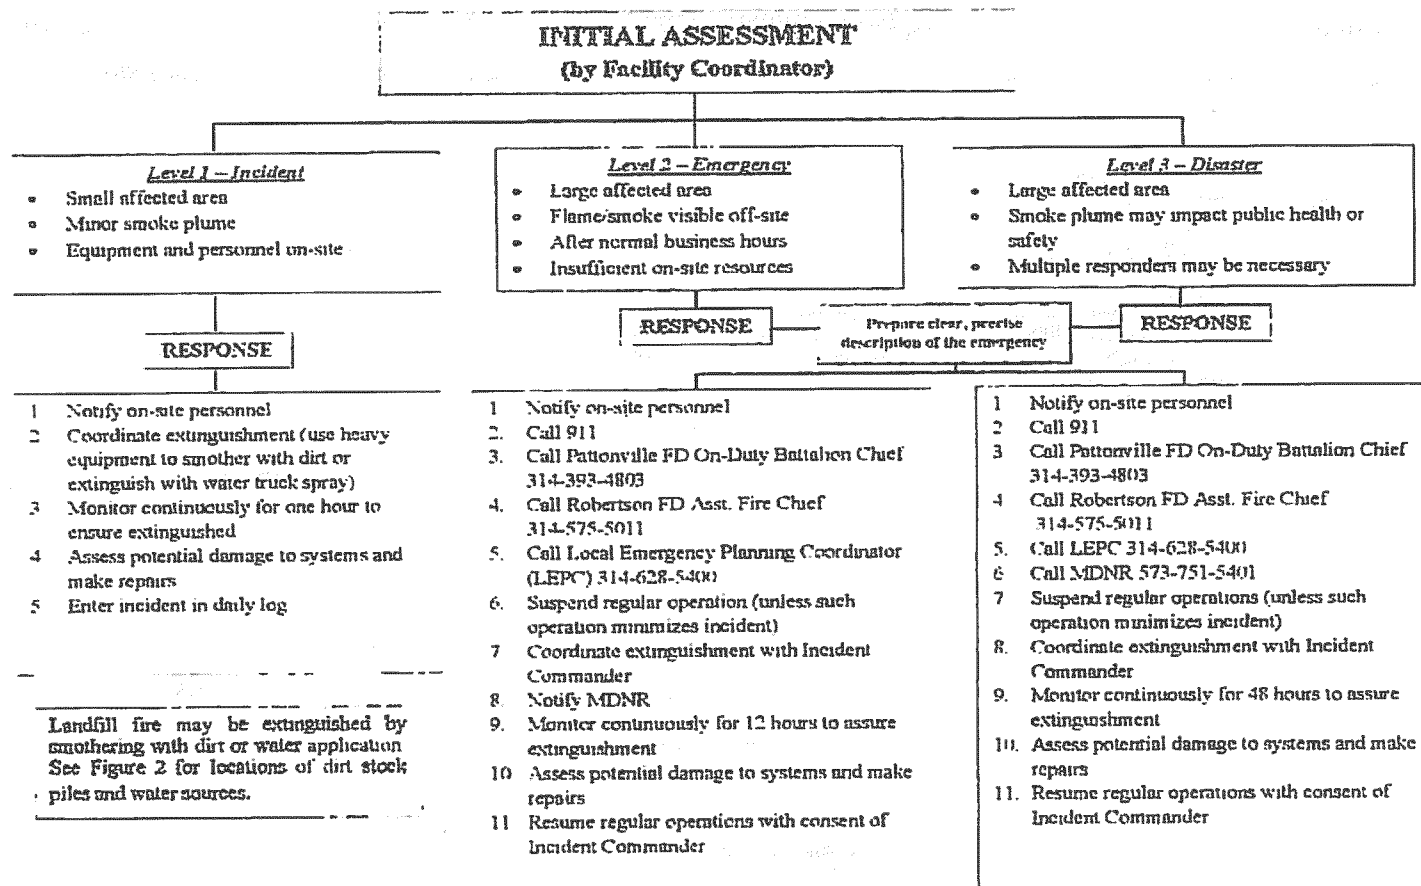 INITIAL ASSESSMENT
(by Facility Coordinator)
Level 1 – Incident
• Small affected area
• Minor smoke plume
• Equipment and personnel on-site
Level 2 – Emergency
• Large affected area
• Flame/smoke visible off-site
• After normal business hours
• Insufficient on-site resources
Level 3 – Disaster
• Large affected area
• Smoke plume may impact public health or
safety
• Multiple responders may be necessary
RESPONSE
RESPONSE
Prepare clear, precise
description of the emergency
RESPONSE
1 Notify on-site personnel
2 Coordinate extinguishment (use heavy
equipment to smother with dirt or
extinguish with water truck spray)
3 Monitor continuously for one hour to
ensure extinguished
4 Assess potential damage to systems and
make repairs
5 Enter incident in daily log
Landfill fire may be extinguished by
smothering with dirt or water application
See Figure 2 for locations of dirt stock
piles and water sources.
1 Notify on-site personnel
2. Call 911
3. Call Pattonville FD On-Duty Battalion Chief
314-393-4803
4. Call Robertson FD Asst. Fire Chief
314-575-5011
5. Call Local Emergency Planning Coordinator
(LEPC) 314-628-5400
6. Suspend regular operation (unless such
operation minimizes incident)
7 Coordinate extinguishment with Incident
Commander
8 Notify MDNR
9. Monitor continuously for 12 hours to assure
extinguishment
10 Assess potential damage to systems and make
repairs
11 Resume regular operations with consent of
Incident Commander
1 Notify on-site personnel
2 Call 911
3 Call Pattonville FD On-Duty Battalion Chief
314-393-4803
4 Call Robertson FD Asst. Fire Chief
314-575-5011
5. Call LEPC 314-628-5400
6 Call MDNR 573-751-5401
7 Suspend regular operations (unless such
operation minimizes incident)
8. Coordinate extinguishment with Incident
Commander
9. Monitor continuously for 48 hours to assure
extinguishment
10. Assess potential damage to systems and make
repairs
11. Resume regular operations with consent of
Incident Commander